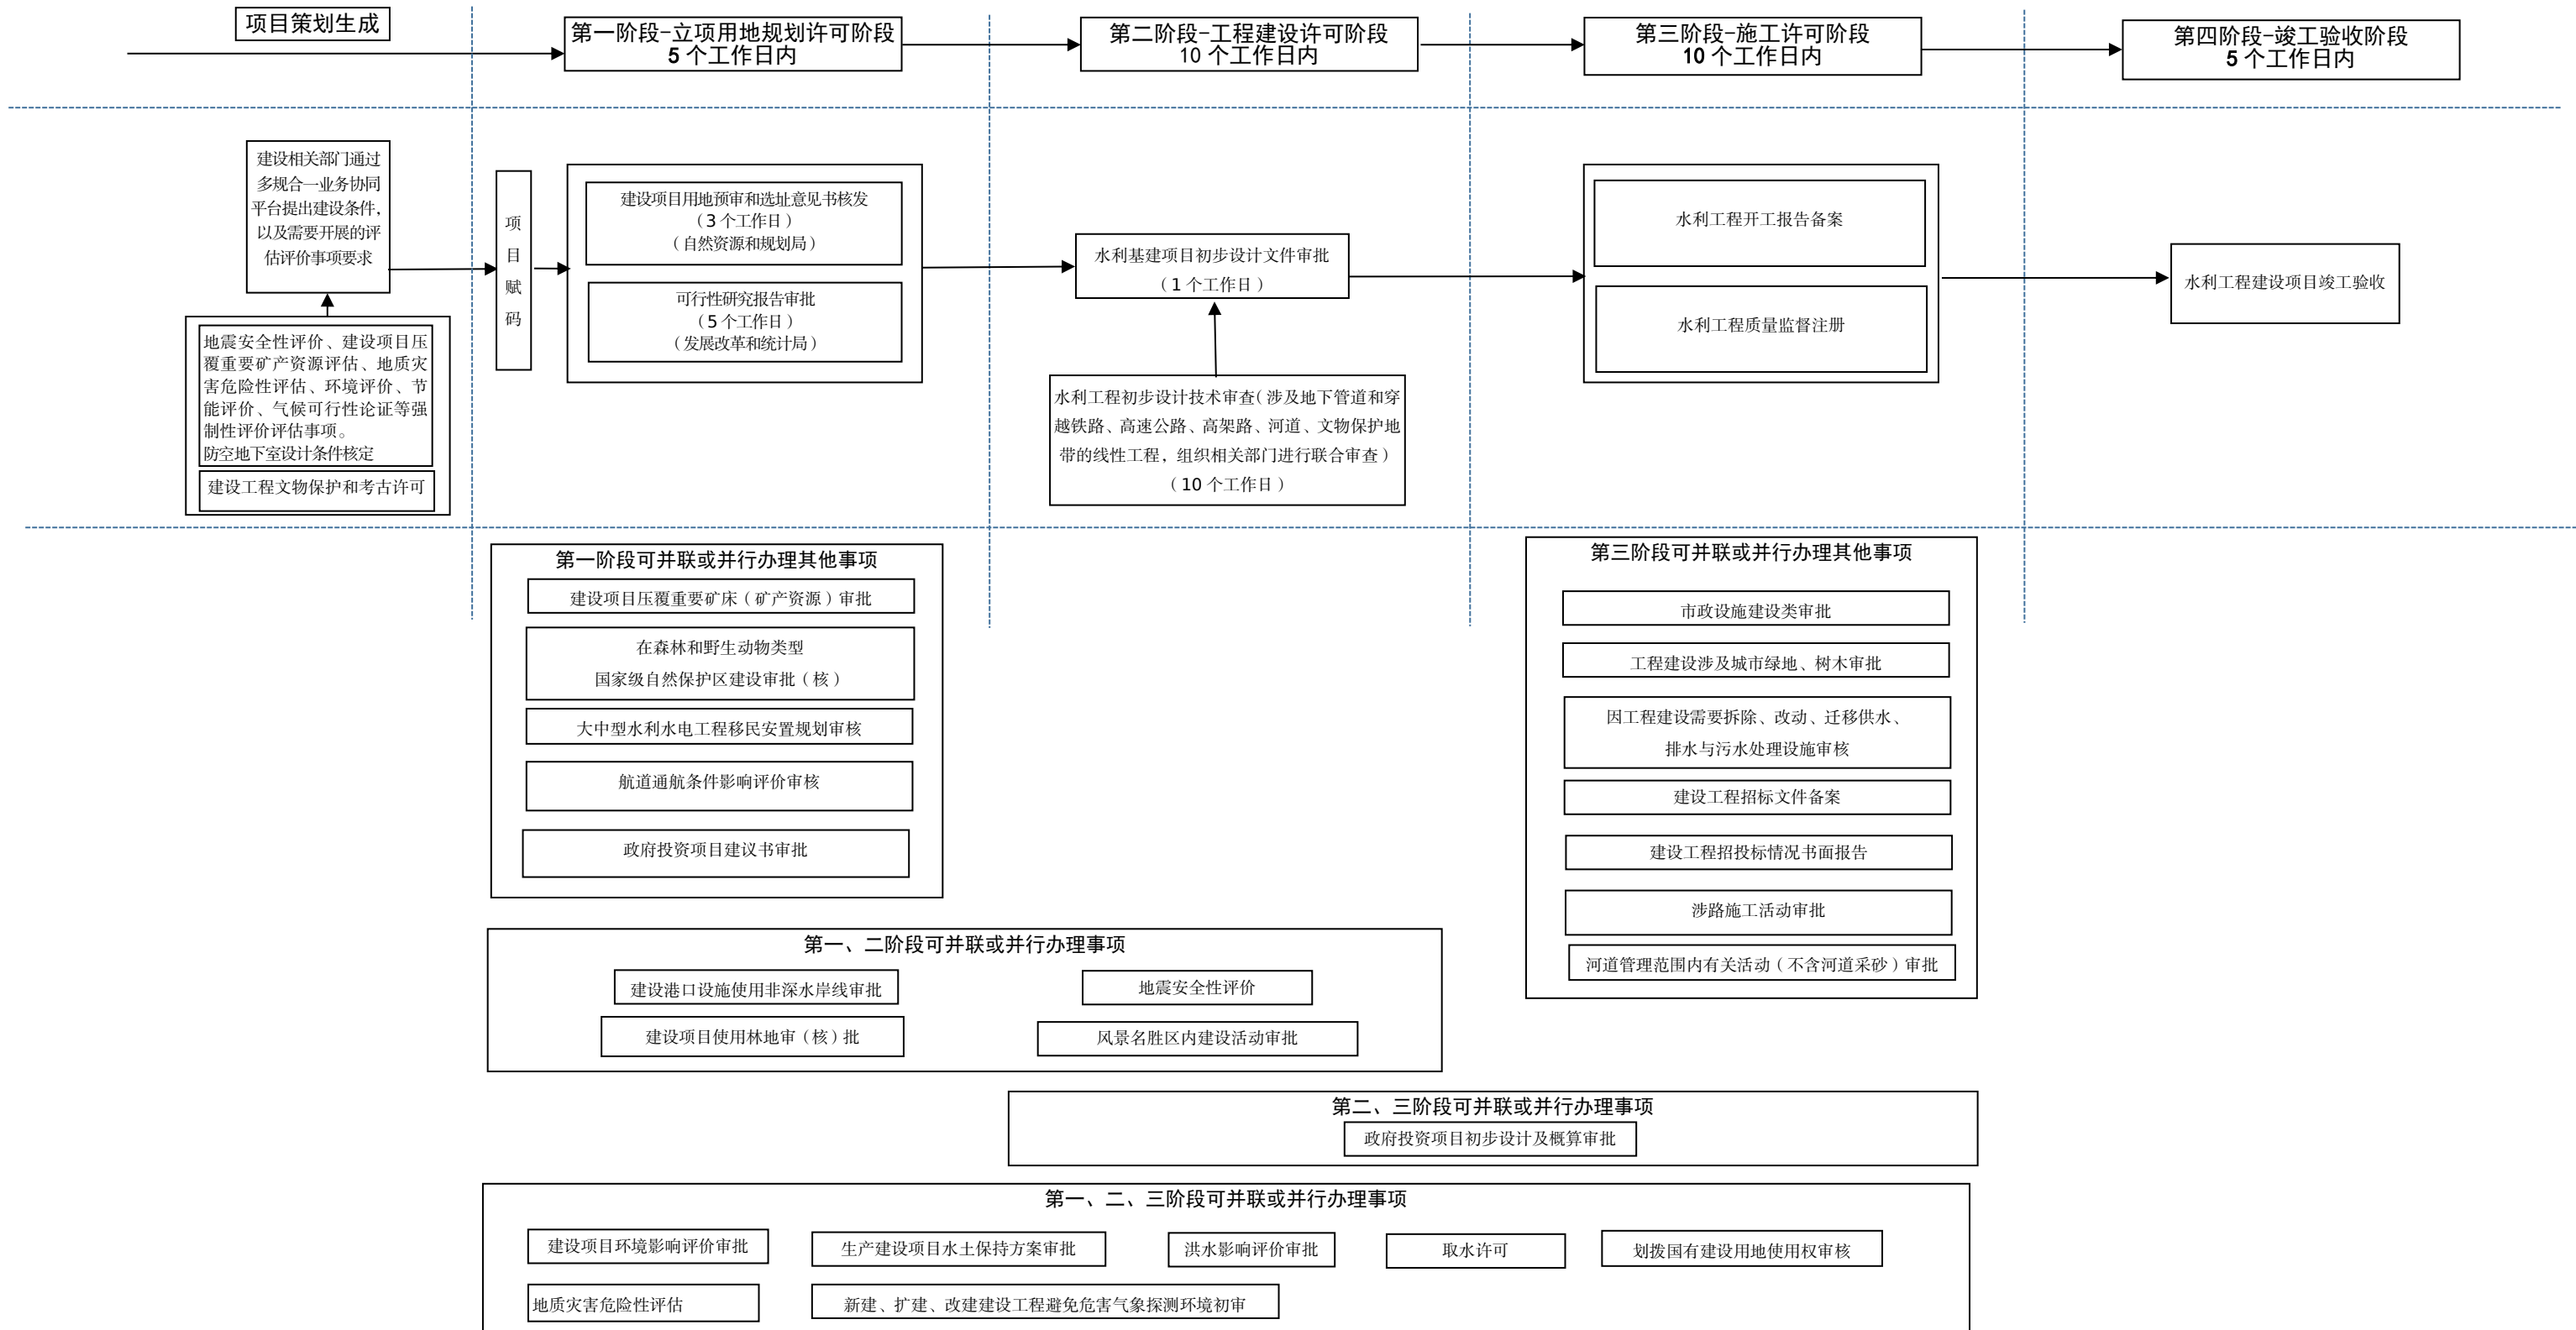 项目策划生成
第一阶段-立项用地规划许可阶段
5 个工作日内
第二阶段-工程建设许可阶段
10 个工作日内
第三阶段-施工许可阶段
10 个工作日内
第四阶段-竣工验收阶段
5 个工作日内
建设相关部门通过
多规合一业务协同
平台提出建设条件，
以及需要开展的评
估评价事项要求
地震安全性评价、建设项目压
覆重要矿产资源评估、地质灾
害危险性评估、环境评价、节
能评价、气候可行性论证等强
制性评价评估事项。
防空地下室设计条件核定
建设工程文物保护和考古许可
项
目
赋
码
建设项目用地预审和选址意见书核发
（3 个工作日）
（自然资源和规划局）
可行性研究报告审批
（5 个工作日）
（发展改革和统计局）
水利基建项目初步设计文件审批
（1 个工作日）
水利工程初步设计技术审查（涉及地下管道和穿
越铁路、高速公路、高架路、河道、文物保护地
带的线性工程，组织相关部门进行联合审查）
（10 个工作日）
水利工程开工报告备案
水利工程质量监督注册
水利工程建设项目竣工验收
第一阶段可并联或并行办理其他事项
建设项目压覆重要矿床（矿产资源）审批
在森林和野生动物类型
国家级自然保护区建设审批（核）
大中型水利水电工程移民安置规划审核
航道通航条件影响评价审核
政府投资项目建议书审批
第三阶段可并联或并行办理其他事项
市政设施建设类审批
工程建设涉及城市绿地、树木审批
因工程建设需要拆除、改动、迁移供水、
排水与污水处理设施审核
建设工程招标文件备案
建设工程招投标情况书面报告
涉路施工活动审批
河道管理范围内有关活动（不含河道采砂）审批
第一、二阶段可并联或并行办理事项
建设港口设施使用非深水岸线审批
地震安全性评价
建设项目使用林地审（核）批
风景名胜区内建设活动审批
第二、三阶段可并联或并行办理事项
政府投资项目初步设计及概算审批
第一、二、三阶段可并联或并行办理事项
建设项目环境影响评价审批
生产建设项目水土保持方案审批
洪水影响评价审批
取水许可
划拨国有建设用地使用权审核
地质灾害危险性评估
新建、扩建、改建建设工程避免危害气象探测环境初审